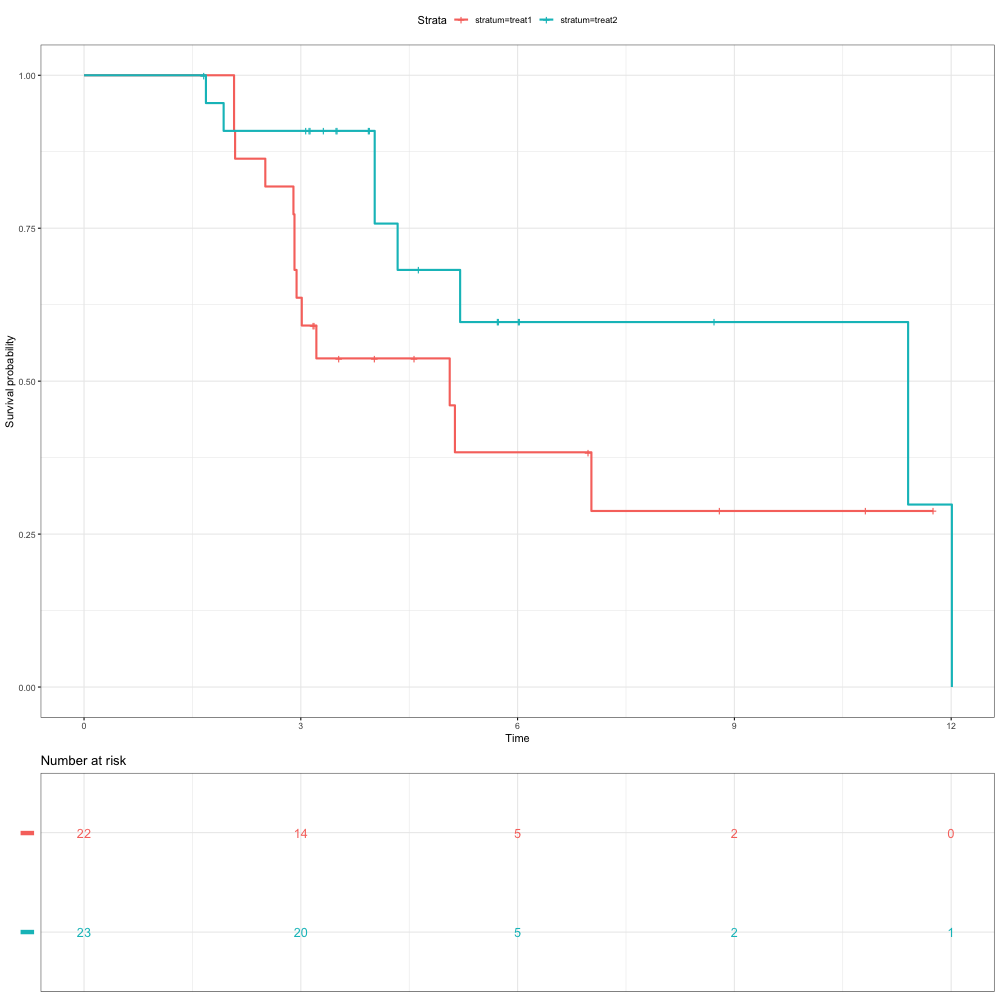 Strata stratum=treat1 stratum=treat2
1.00
0.75
0.50
0.25
0.00
Survival probability
0 3 6 9 12
Time
Number at risk
22 14 5 2 0
23 20 5 2 1